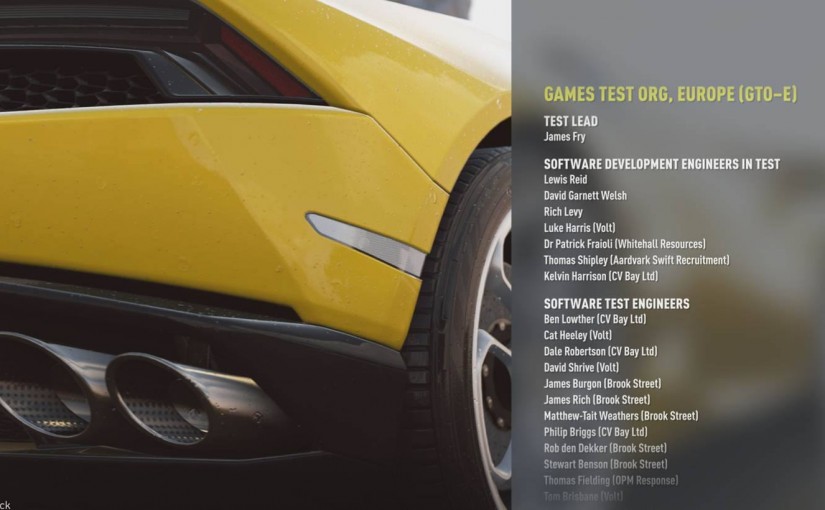 GAMES TEST ORG, EUROPE (GTO-E)
TEST LEAD
James Fry
SOFTWARE DEVELOPMENT ENGINEERS IN TEST
Lewis Reid
David Garnett Welsh
Rich Levy
Luke Harris (Volt)
Dr Patrick Fraioli (Whitehall Resources)
Thomas Shipley (Aardvark Swift Recruitment)
Kelvin Harrison (CV Bay Ltd)
SOFTWARE TEST ENGINEERS
Ben Lowther (CV Bay Ltd)
Cat Heeley (Volt)
Dale Robertson (CV Bay Ltd)
David Shrive (Volt)
James Burgon (Brook Street)
James Rich (Brook Street)
Matthew-Tait Weathers (Brook Street)
Philip Briggs (CV Bay Ltd)
Rob den Dekker (Brook Street)
Stewart Benson (Brook Street)
Thomas Fielding (OPM Response)
Tom Brisbane (Volt)
ck